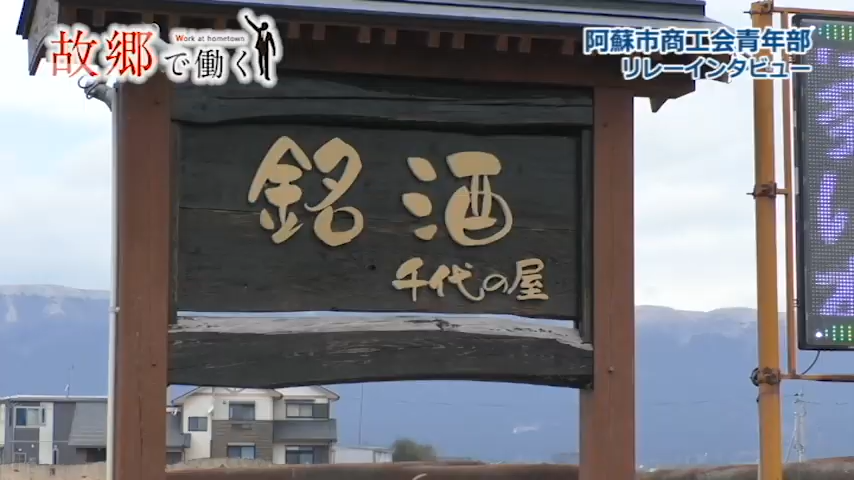 故郷で働く
Work at hometown
阿蘇市商工会青年部
リレーインタビュー
銘酒
千代の屋